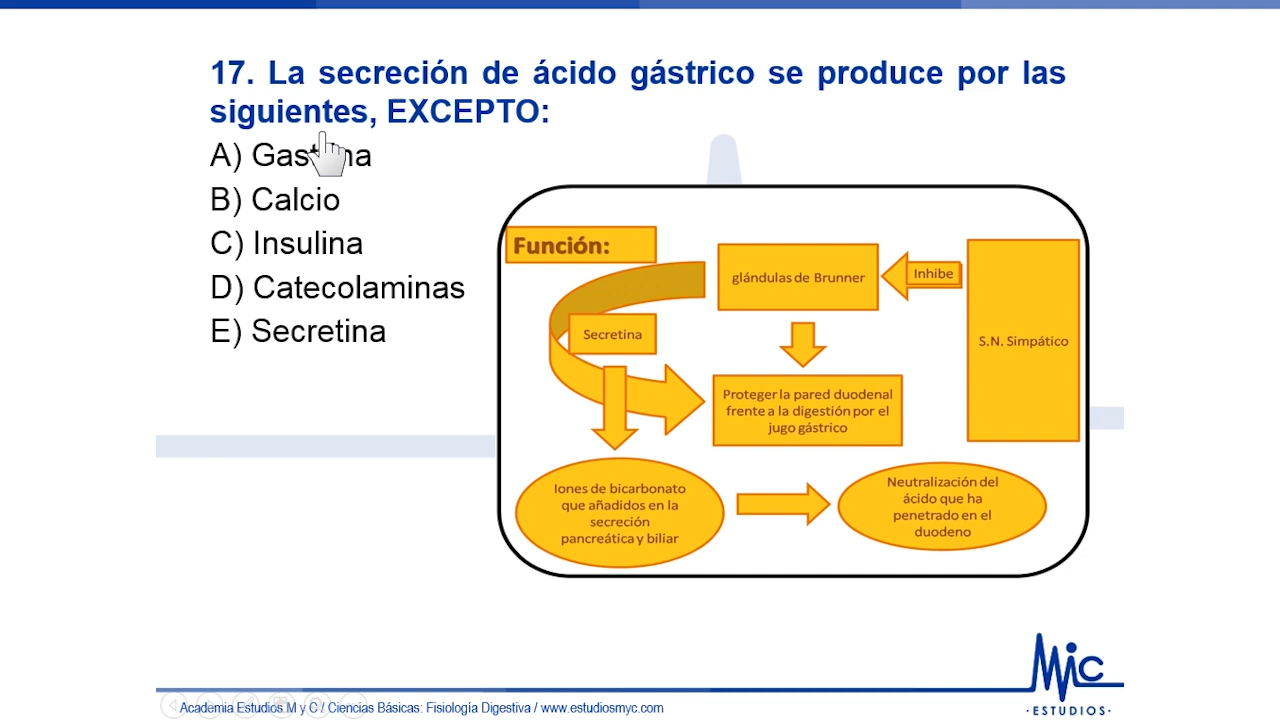 17. La secreción de ácido gástrico se produce por las
siguientes, EXCEPTO:
A) Gastrina
B) Calcio
C) Insulina
D) Catecolaminas
E) Secretina
Función:
glándulas de Brunner
Inhibe
S.N. Simpático
Secretina
Proteger la pared duodenal
frente a la digestión por el
jugo gástrico
Iones de bicarbonato
que añadidos en la
secreción
pancreática y biliar
Neutralización del
ácido que ha
penetrado en el
duodeno
MiC
·ESTUDIOS·
Academia Estudios M y C / Ciencias Básicas: Fisiología Digestiva / www.estudiosmyc.com